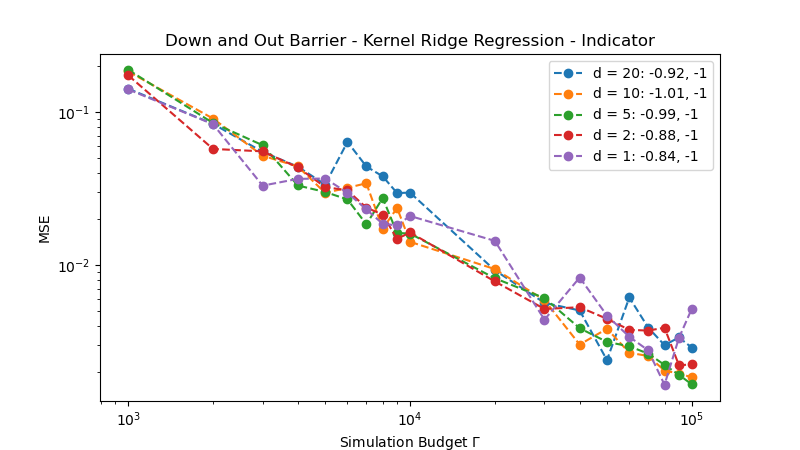 Down and Out Barrier - Kernel Ridge Regression - Indicator
d = 20: -0.92, -1
d = 10: -1.01, -1
d = 5: -0.99, -1
d = 2: -0.88, -1
d = 1: -0.84, -1
MSE
10⁻¹
10⁻²
10³ 10⁴ 10⁵
Simulation Budget Γ